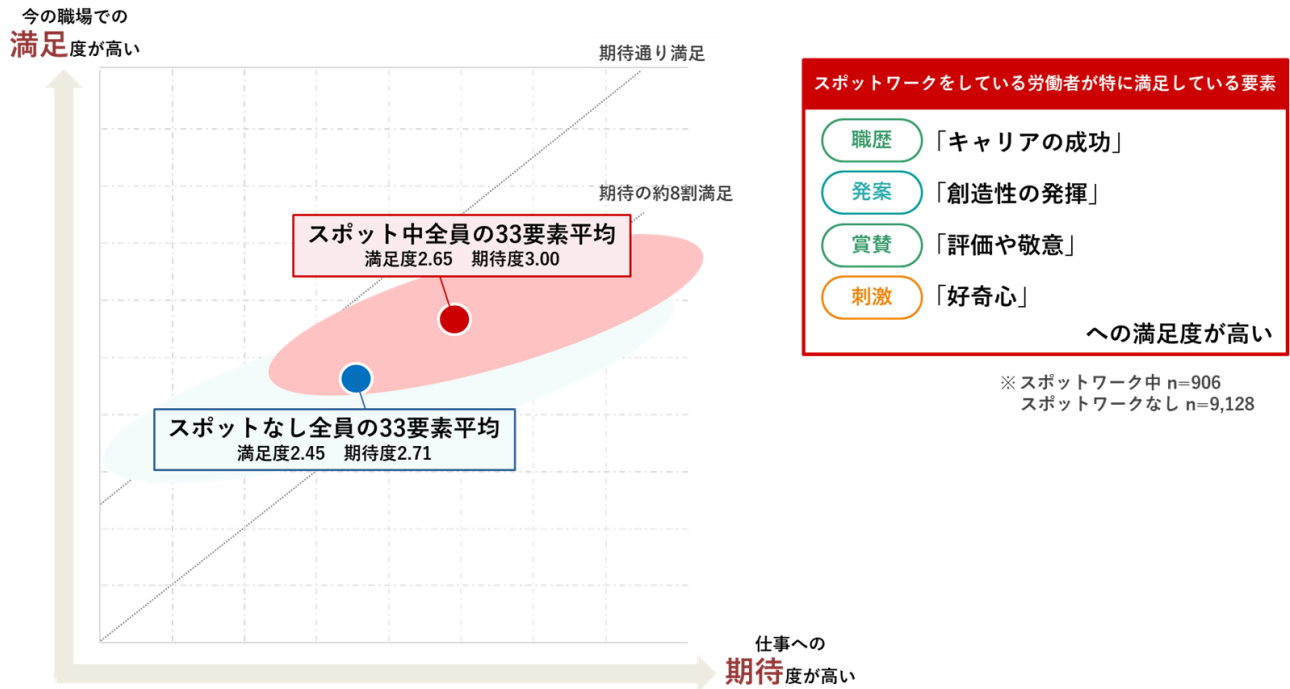 今の職場での
満足度が高い
期待通り満足
期待の約8割満足
スポット中全員の33要素平均
満足度2.65　期待度3.00
スポットなし全員の33要素平均
満足度2.45　期待度2.71
仕事への
期待度が高い
スポットワークをしている労働者が特に満足している要素
職歴 「キャリアの成功」
発案 「創造性の発揮」
賞賛 「評価や敬意」
刺激 「好奇心」
への満足度が高い
※ スポットワーク中 n=906
スポットワークなし n=9,128